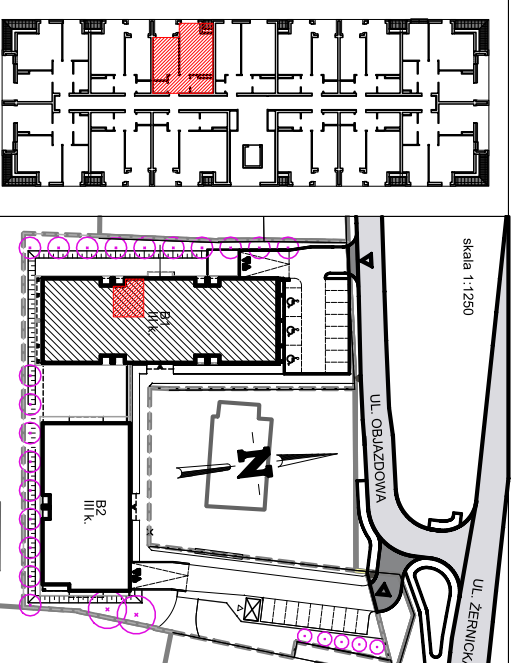 skala 1:1250
B1
III k.
UL. OBJAZDOWA
N
B2
III k.
UL. ŻERNICKA